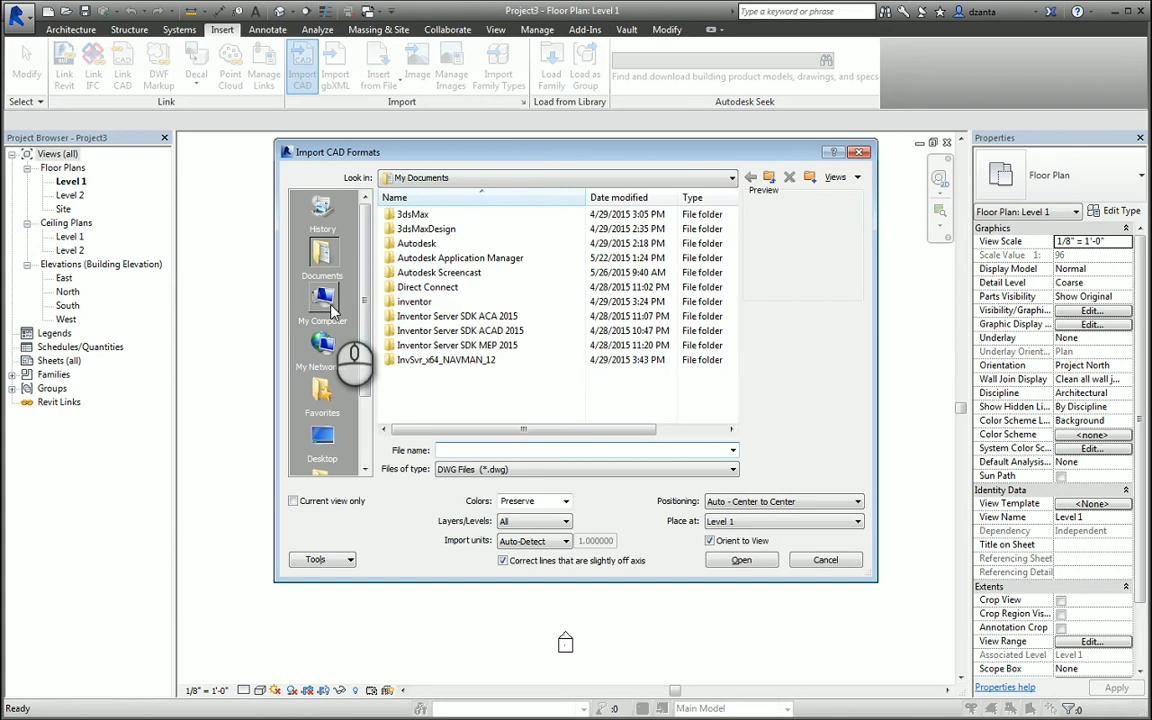 Project3 - Floor Plan: Level 1
Type a keyword or phrase
dzanta
Architecture Structure Systems Insert Annotate Analyze Massing & Site Collaborate View Manage Add-Ins Vault Modify
Modify
Link Revit
Link IFC
Link CAD
DWF Markup
Decal
Point Cloud
Manage Links
Import CAD
Import gbXML
Insert from File
Image
Manage Images
Import Family Types
Load Family
Load as Group
Find and download building product models, drawings, and specs
Select
Link
Import
Load from Library
Autodesk Seek
Project Browser - Project3
Views (all)
Floor Plans
Level 1
Level 2
Site
Ceiling Plans
Level 1
Level 2
Elevations (Building Elevation)
East
North
South
West
Legends
Schedules/Quantities
Sheets (all)
Families
Groups
Revit Links
Import CAD Formats
Look in: My Documents
Views
Preview
History
Documents
My Computer
My Networ
Favorites
Desktop
Name Date modified Type
3dsMax 4/29/2015 3:05 PM File folder
3dsMaxDesign 4/29/2015 2:35 PM File folder
Autodesk 4/29/2015 2:18 PM File folder
Autodesk Application Manager 5/22/2015 1:24 PM File folder
Autodesk Screencast 5/26/2015 9:40 AM File folder
Direct Connect 4/28/2015 11:02 PM File folder
inventor 4/29/2015 3:24 PM File folder
Inventor Server SDK ACA 2015 4/28/2015 11:07 PM File folder
Inventor Server SDK ACAD 2015 4/28/2015 10:47 PM File folder
Inventor Server SDK MEP 2015 4/28/2015 11:20 PM File folder
InvSvr_x64_NAVMAN_12 4/29/2015 3:43 PM File folder
File name:
Files of type: DWG Files (*.dwg)
Current view only
Colors: Preserve
Positioning: Auto - Center to Center
Layers/Levels: All
Place at: Level 1
Import units: Auto-Detect 1.000000
Orient to View
Correct lines that are slightly off axis
Tools
Open
Cancel
Properties
Floor Plan
Floor Plan: Level 1 Edit Type
Graphics
View Scale 1/8" = 1'-0"
Scale Value 1: 96
Display Model Normal
Detail Level Coarse
Parts Visibility Show Original
Visibility/Graphi... Edit...
Graphic Display ... Edit...
Underlay None
Underlay Orient... Plan
Orientation Project North
Wall Join Display Clean all wall j...
Discipline Architectural
Show Hidden Li... By Discipline
Color Scheme L... Background
Color Scheme <none>
System Color Sc... Edit...
Default Analysis... None
Sun Path
Identity Data
View Template <None>
View Name Level 1
Dependency Independent
Title on Sheet
Referencing Sheet
Referencing Detail
Extents
Crop View
Crop Region Vis...
Annotation Crop
View Range Edit...
Associated Level Level 1
Scope Box None
Properties help Apply
1/8" = 1'-0"
Ready
:0
Main Model
:0